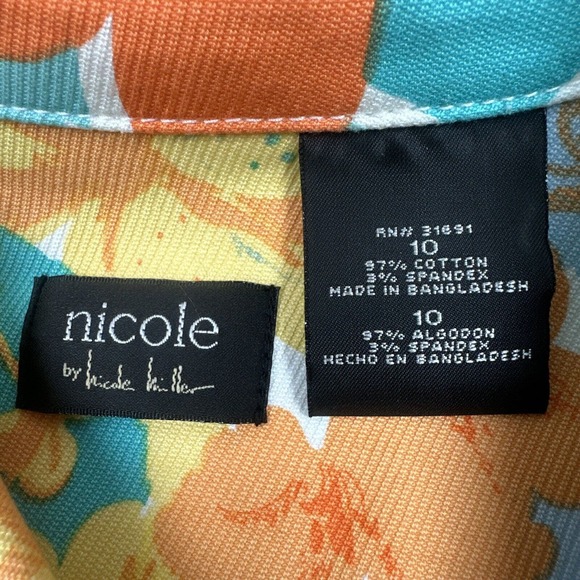 nicole
by nicole miller
RN# 31691
10
97% COTTON
3% SPANDEX
MADE IN BANGLADESH
10
97% ALGODON
3% SPANDEX
HECHO EN BANGLADESH